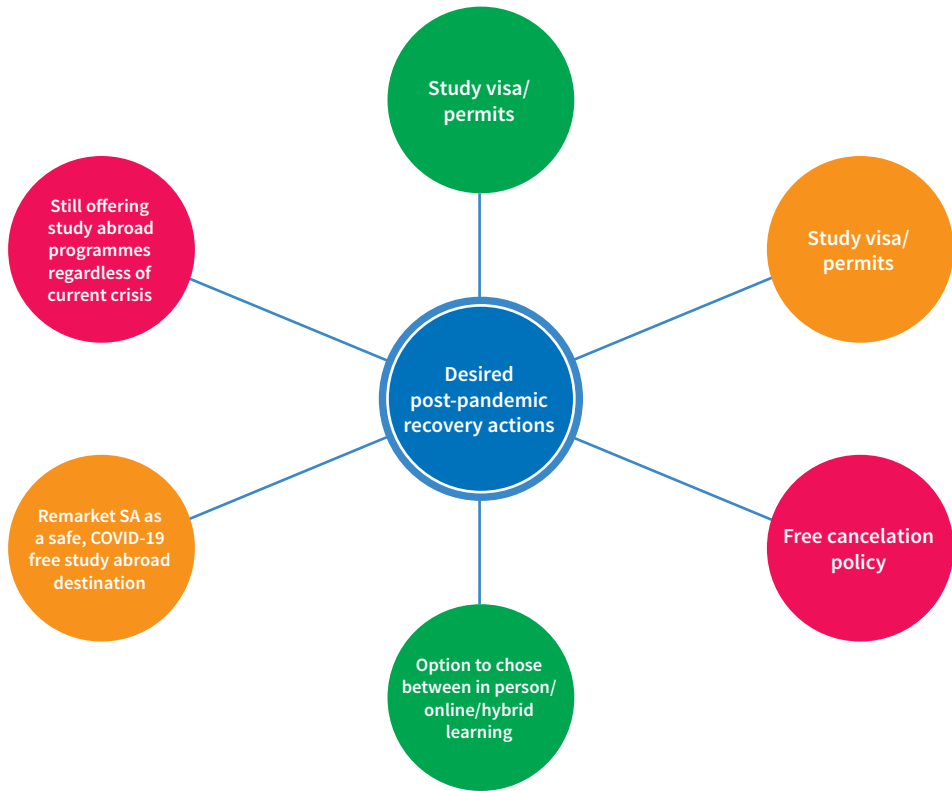 Study visa/
permits
Still offering
study abroad
programmes
regardless of
current crisis
Study visa/
permits
Desired
post-pandemic
recovery actions
Remarket SA as
a safe, COVID-19
free study abroad
destination
Free cancelation
policy
Option to chose
between in person/
online/hybrid
learning